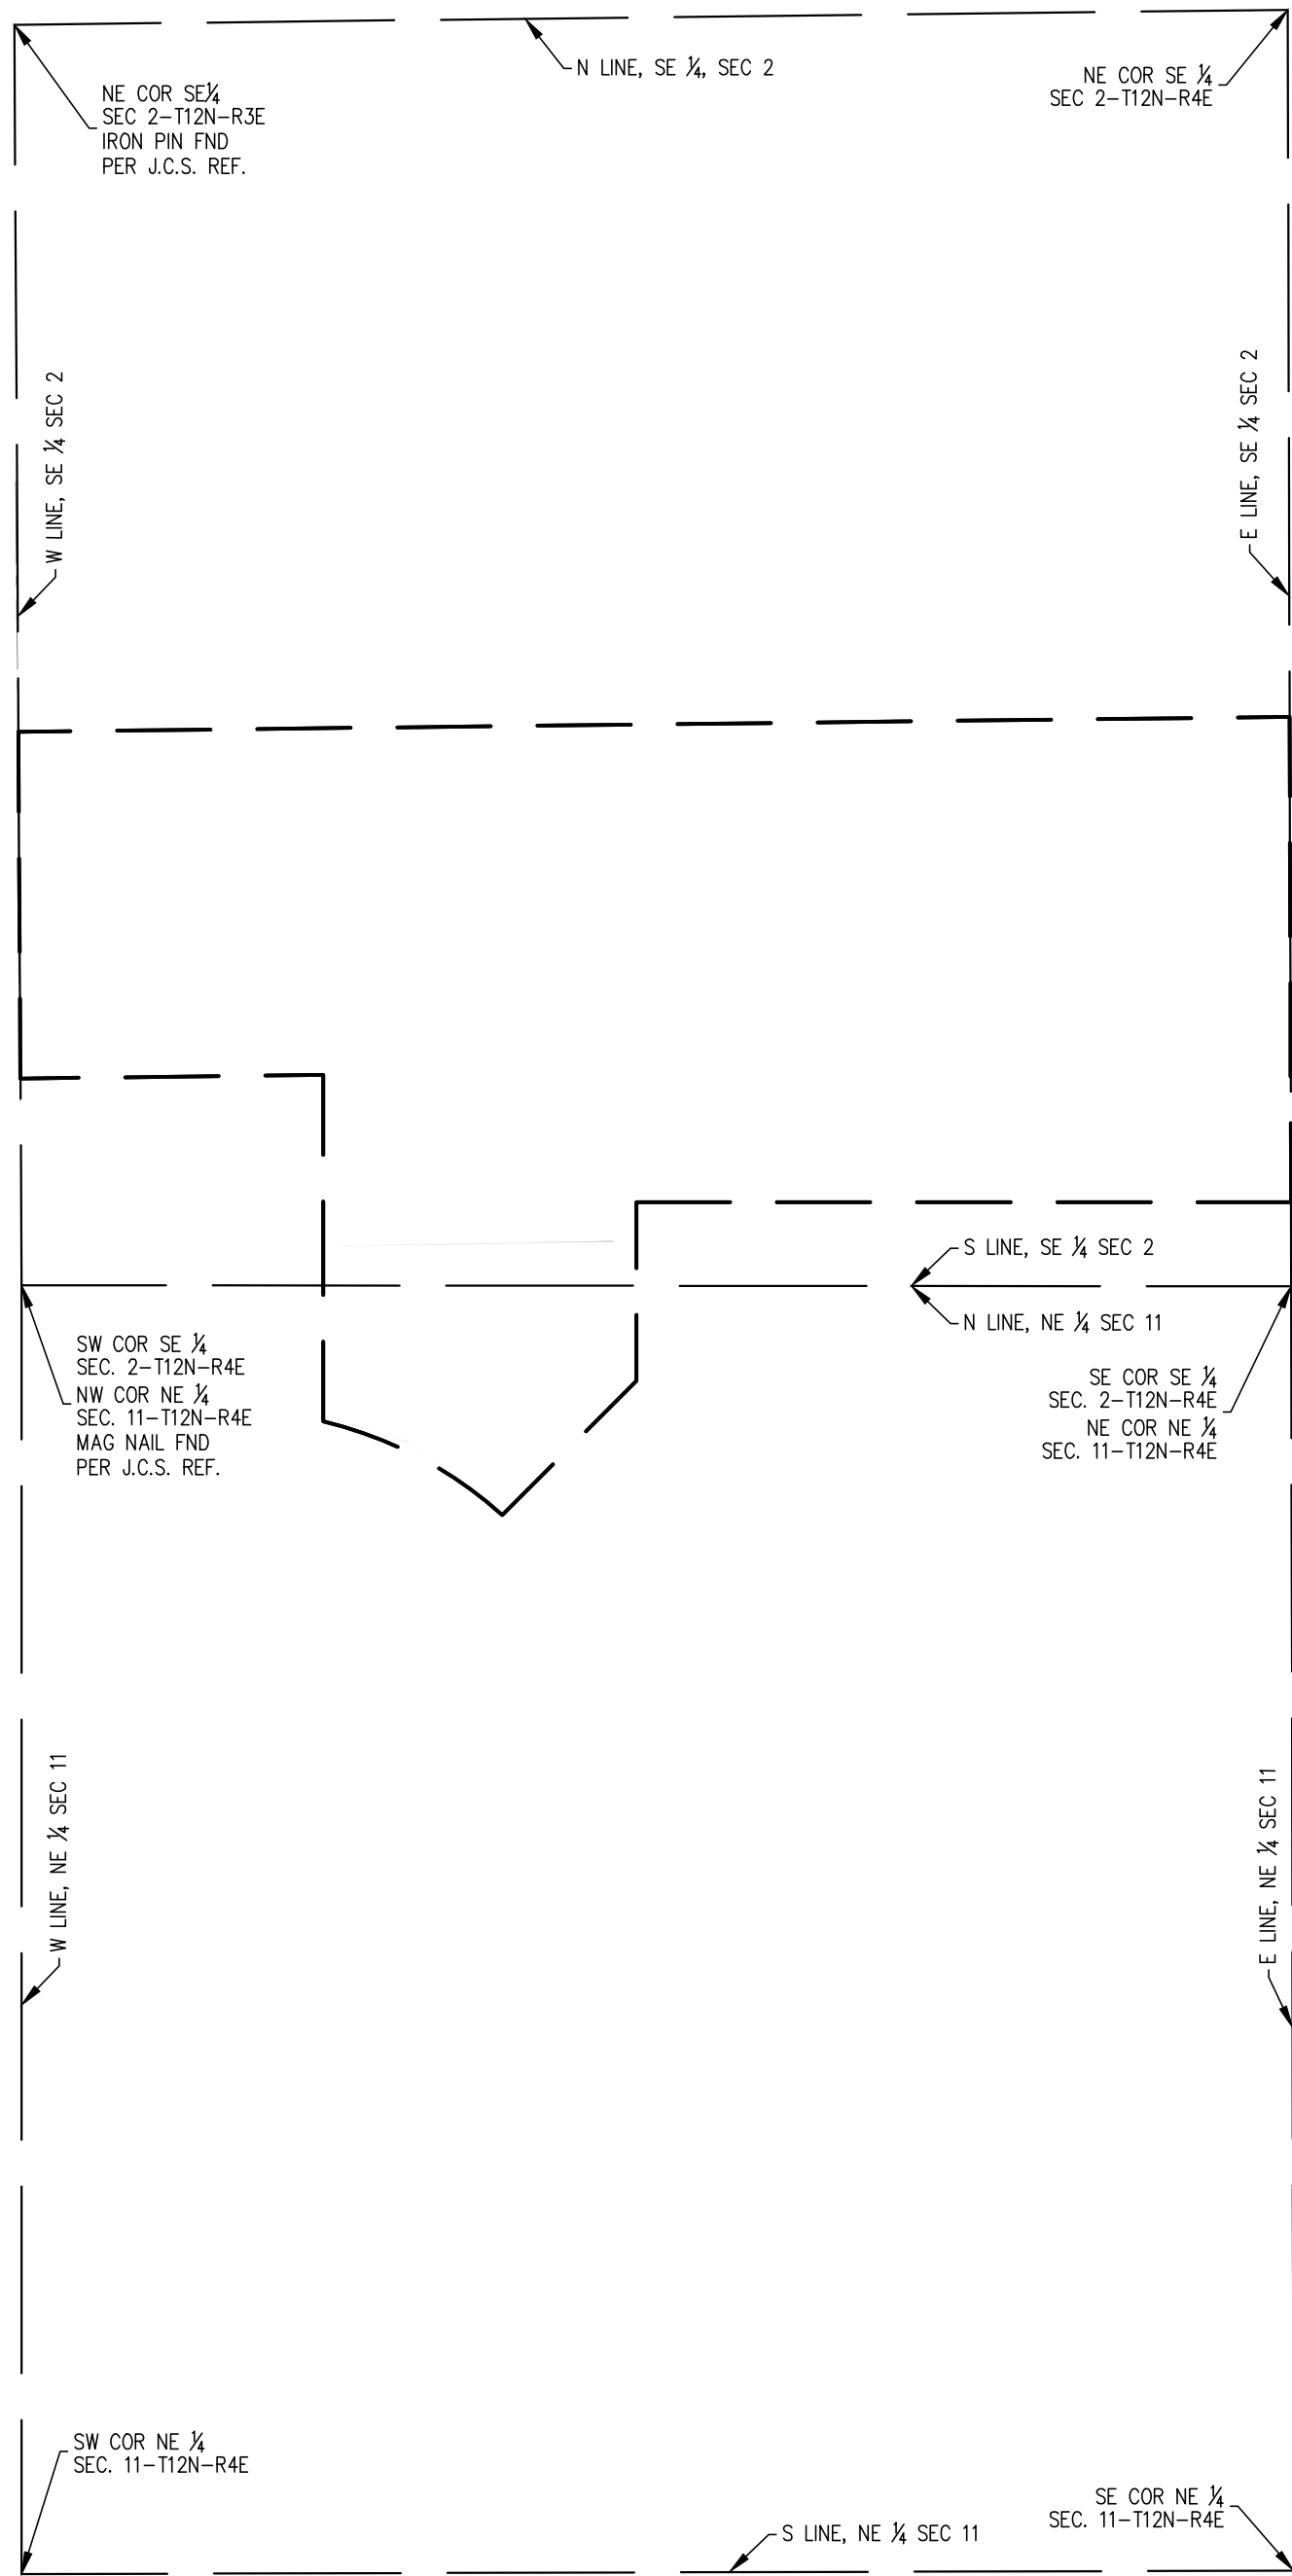 N LINE, SE ¼, SEC 2
NE COR SE¼
SEC 2-T12N-R3E
IRON PIN FND
PER J.C.S. REF.
NE COR SE ¼
SEC 2-T12N-R4E
W LINE, SE ¼ SEC 2
E LINE, SE ¼ SEC 2
S LINE, SE ¼ SEC 2
N LINE, NE ¼ SEC 11
SW COR SE ¼
SEC. 2-T12N-R4E
NW COR NE ¼
SEC. 11-T12N-R4E
MAG NAIL FND
PER J.C.S. REF.
SE COR SE ¼
SEC. 2-T12N-R4E
NE COR NE ¼
SEC. 11-T12N-R4E
W LINE, NE ¼ SEC 11
E LINE, NE ¼ SEC 11
SW COR NE ¼
SEC. 11-T12N-R4E
SE COR NE ¼
SEC. 11-T12N-R4E
S LINE, NE ¼ SEC 11